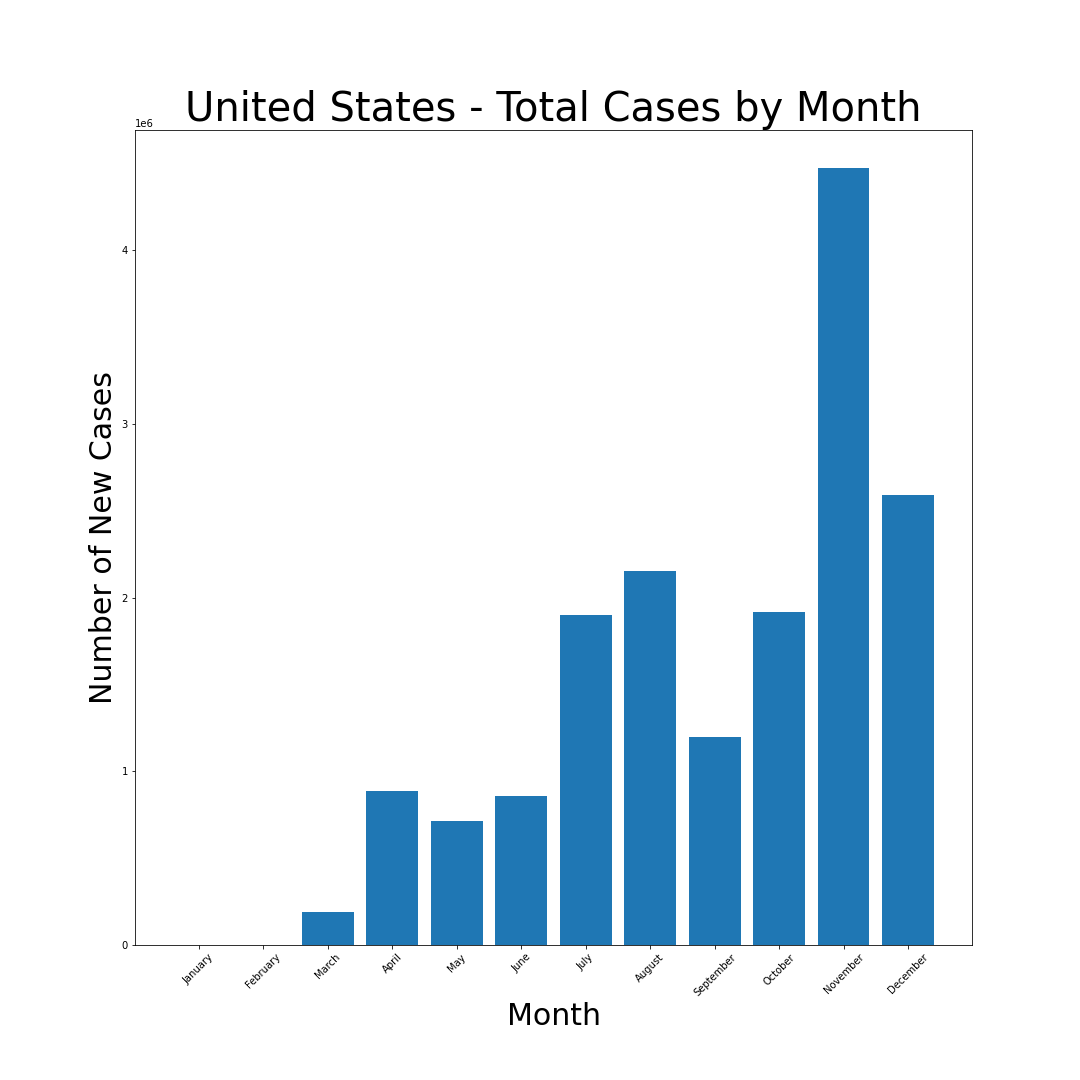 United States - Total Cases by Month
1e6
4
3
2
1
0
Number of New Cases
January
February
March
April
May
June
July
August
September
October
November
December
Month